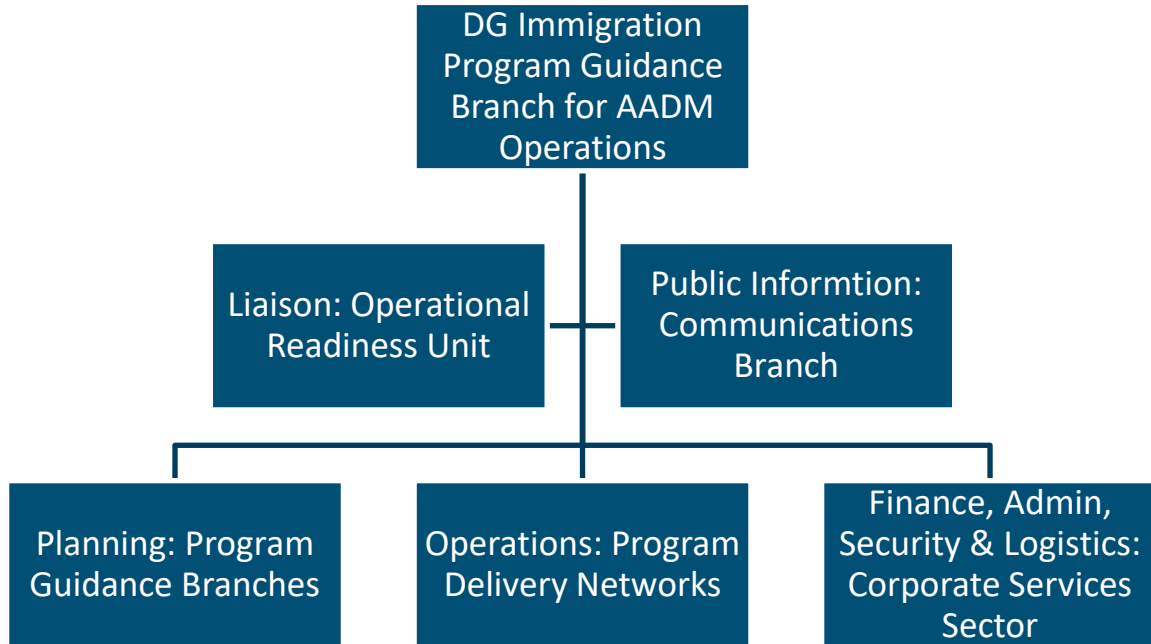 DG Immigration
Program Guidance
Branch for AADM
Operations
Liaison: Operational
Readiness Unit
Public Informtion:
Communications
Branch
Planning: Program
Guidance Branches
Operations: Program
Delivery Networks
Finance, Admin,
Security & Logistics:
Corporate Services
Sector